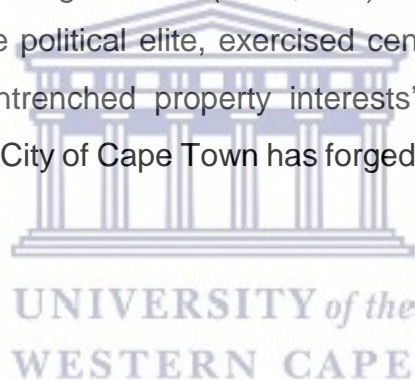 e political elite, exercised cen
ntrenched property interests'
City of Cape Town has forged
UNIVERSITY of the
WESTERN CAPE